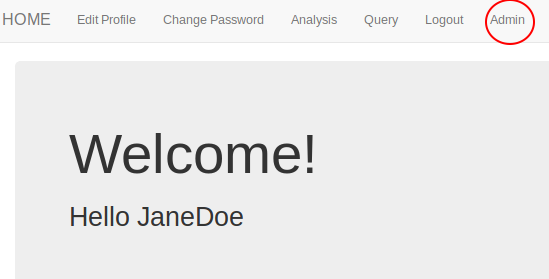 HOME Edit Profile Change Password Analysis Query Logout Admin
Welcome!
Hello JaneDoe